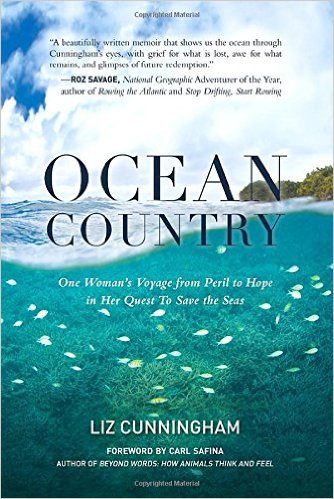 “A beautifully written memoir that shows us the ocean through
Cunningham’s eyes, with grief for what is lost, awe for what
remains, and glimpses of future redemption.”
—ROZ SAVAGE, National Geographic Adventurer of the Year,
author of Rowing the Atlantic and Stop Drifting, Start Rowing
OCEAN
COUNTRY
One Woman’s Voyage from Peril to Hope
in Her Quest To Save the Seas
LIZ CUNNINGHAM
FOREWORD BY CARL SAFINA
AUTHOR OF BEYOND WORDS: HOW ANIMALS THINK AND FEEL